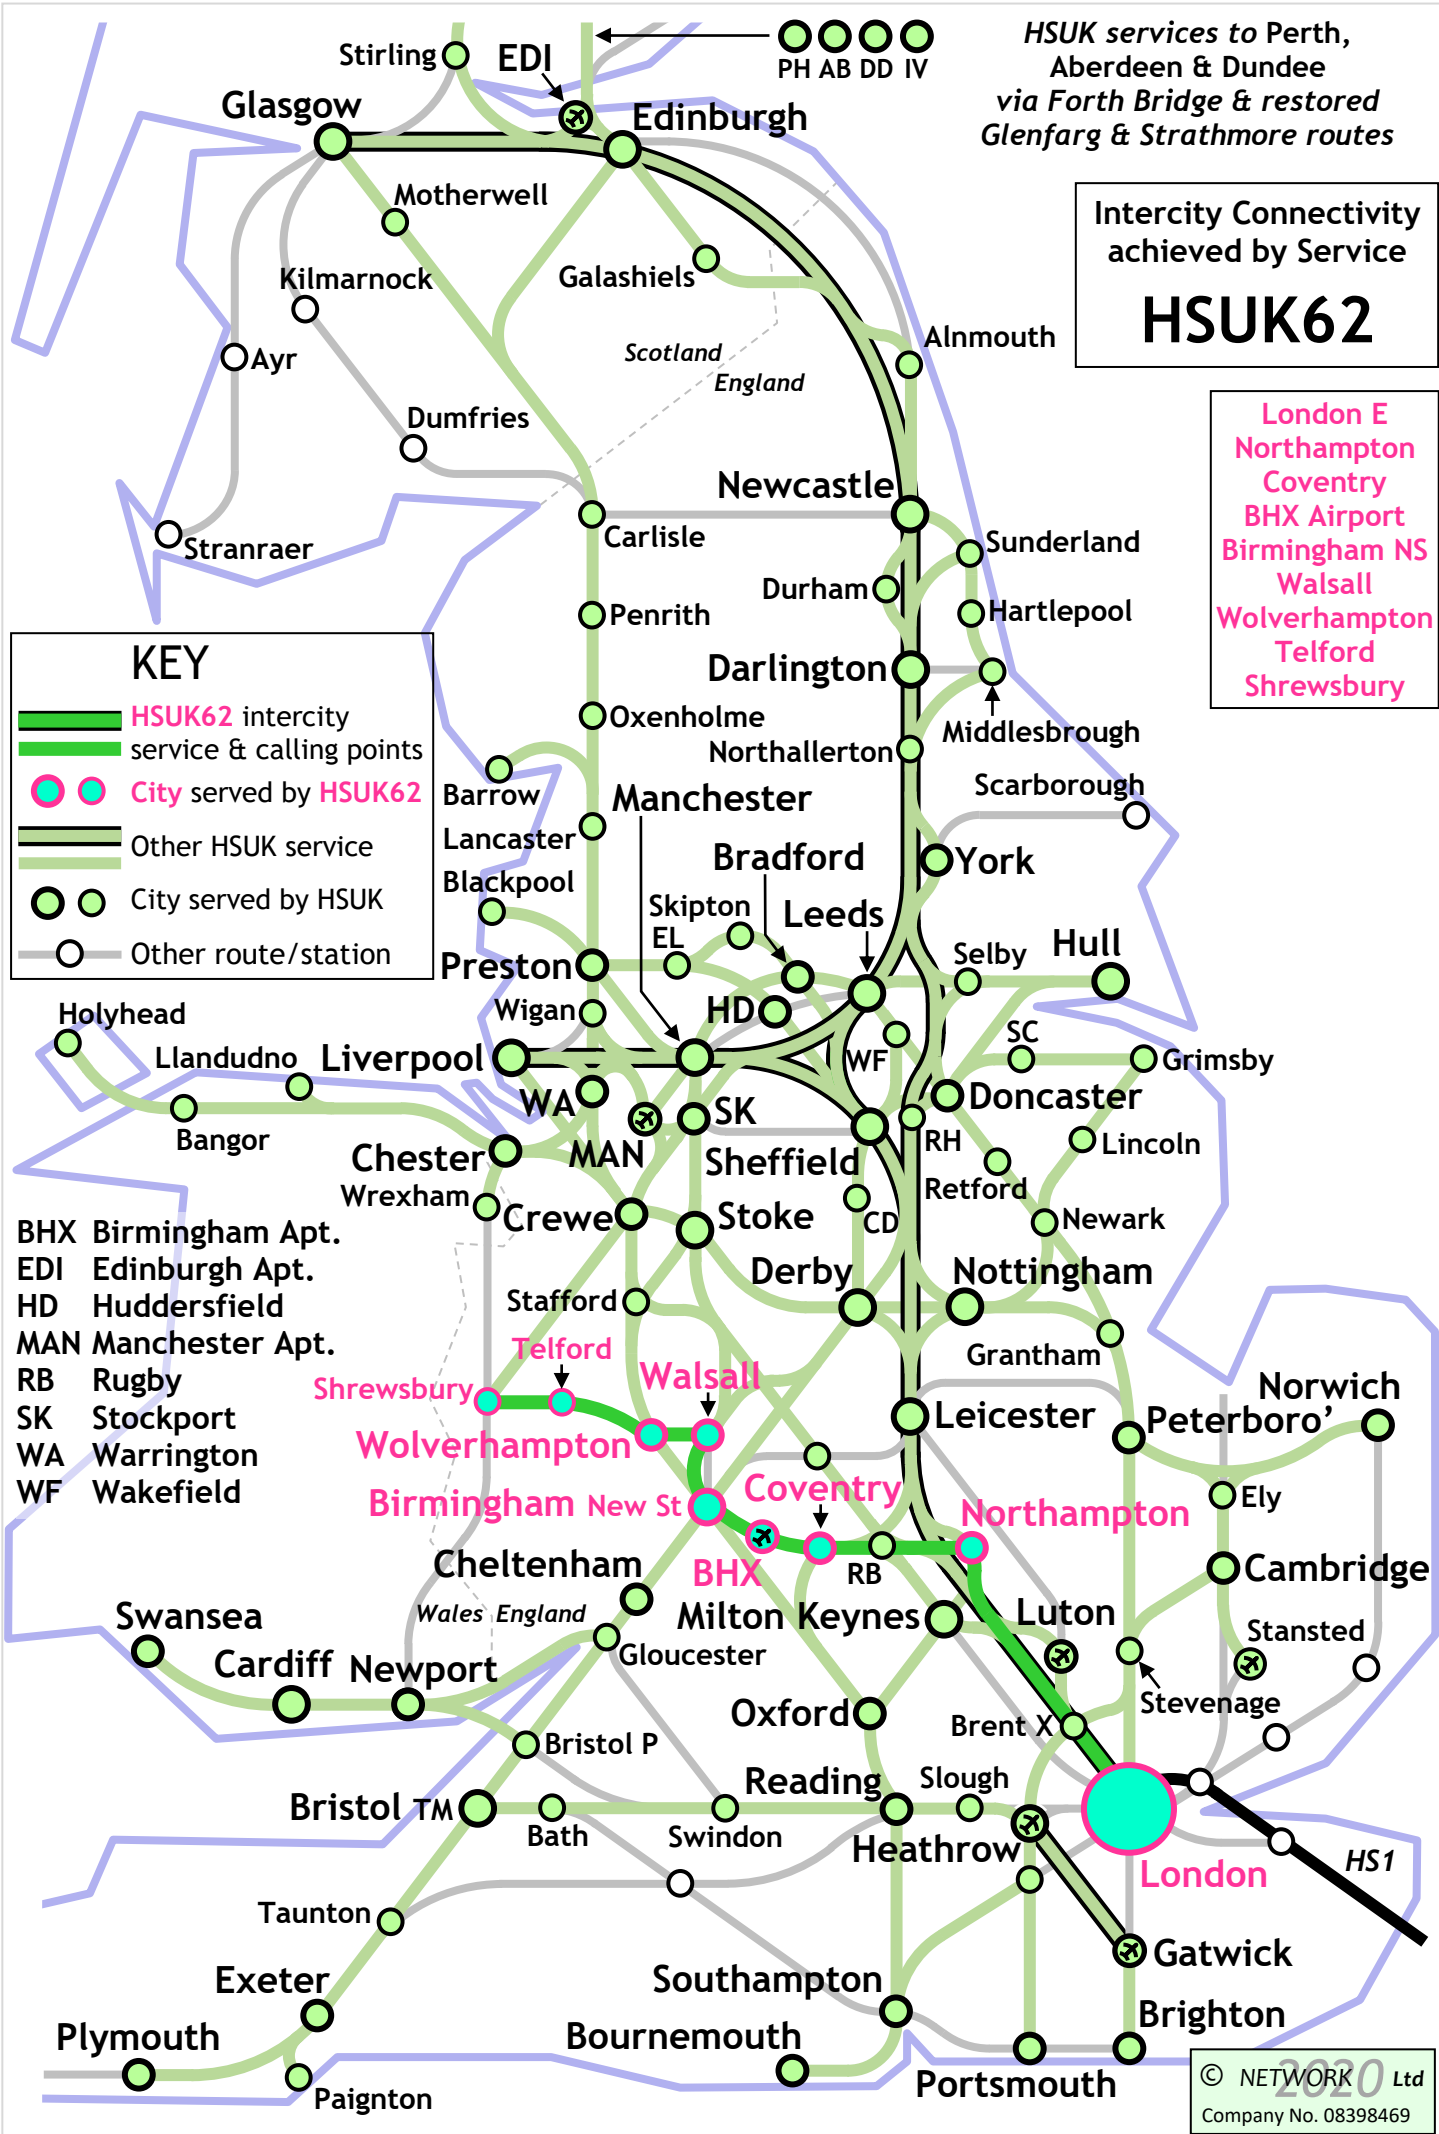 Stirling
EDI
PH AB DD IV
HSUK services to Perth,
Aberdeen & Dundee
via Forth Bridge & restored
Glenfarg & Strathmore routes
Glasgow
Edinburgh
Motherwell
Intercity Connectivity
achieved by Service
HSUK62
Kilmarnock
Galashiels
Alnmouth
Ayr
Scotland
England
London E
Northampton
Coventry
BHX Airport
Birmingham NS
Walsall
Wolverhampton
Telford
Shrewsbury
Dumfries
Newcastle
Carlisle
Stranraer
Sunderland
Durham
Hartlepool
Penrith
Darlington
KEY
HSUK62 intercity
service & calling points
City served by HSUK62
Other HSUK service
City served by HSUK
Other route/station
Oxenholme
Middlesbrough
Northallerton
Scarborough
Barrow
Manchester
Lancaster
Bradford
York
Blackpool
Skipton
Leeds
EL
Selby
Hull
Preston
Wigan
HD
Holyhead
Llandudno
Liverpool
WF
SC
Grimsby
WA
SK
Doncaster
Bangor
MAN
RH
Lincoln
Chester
Sheffield
Retford
Wrexham
Crewe
Stoke
CD
Newark
BHX Birmingham Apt.
EDI Edinburgh Apt.
HD Huddersfield
MAN Manchester Apt.
RB Rugby
SK Stockport
WA Warrington
WF Wakefield
Derby
Nottingham
Stafford
Telford
Grantham
Walsall
Shrewsbury
Norwich
Leicester
Peterboro’
Wolverhampton
Coventry
Birmingham New St
Northampton
Ely
BHX
RB
Cheltenham
Cambridge
Wales England
Milton Keynes
Luton
Swansea
Stansted
Gloucester
Cardiff
Newport
Stevenage
Oxford
Brent X
Bristol P
Reading
Slough
Bristol TM
Bath
Swindon
Heathrow
London
HS1
Taunton
Gatwick
Exeter
Southampton
Brighton
Plymouth
Bournemouth
Paignton
Portsmouth
© NETWORK 2020 Ltd
Company No. 08398469